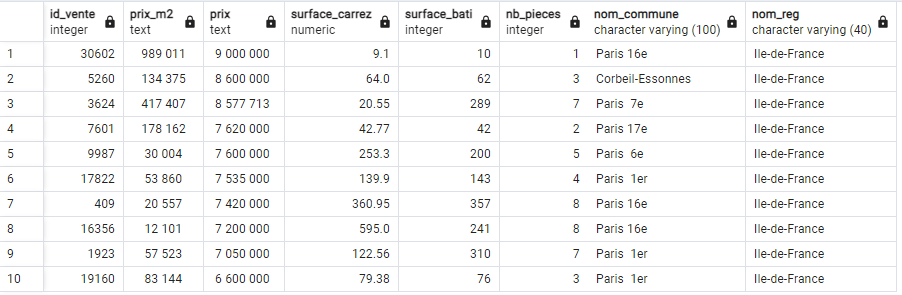 id_vente prix_m2 prix surface_carrez surface_bati nb_pieces nom_commune nom_reg
integer text text numeric integer integer character varying (100) character varying (40)
1 30602 989 011 9 000 000 9.1 10 1 Paris 16e Ile-de-France
2 5260 134 375 8 600 000 64.0 62 3 Corbeil-Essonnes Ile-de-France
3 3624 417 407 8 577 713 20.55 289 7 Paris  7e Ile-de-France
4 7601 178 162 7 620 000 42.77 42 2 Paris 17e Ile-de-France
5 9987 30 004 7 600 000 253.3 200 5 Paris  6e Ile-de-France
6 17822 53 860 7 535 000 139.9 143 4 Paris  1er Ile-de-France
7 409 20 557 7 420 000 360.95 357 8 Paris 16e Ile-de-France
8 16356 12 101 7 200 000 595.0 241 8 Paris 16e Ile-de-France
9 1923 57 523 7 050 000 122.56 310 7 Paris  1er Ile-de-France
10 19160 83 144 6 600 000 79.38 76 3 Paris  1er Ile-de-France